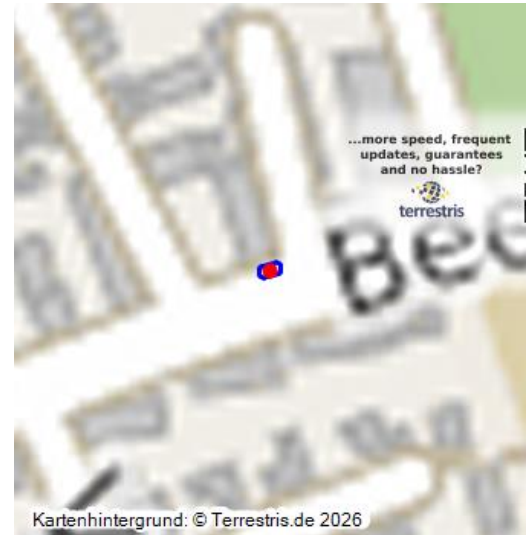 ...more speed, frequent
updates, guarantees
and no hassle?
terrestris
Bee
Kartenhintergrund: © Terrestris.de 2026